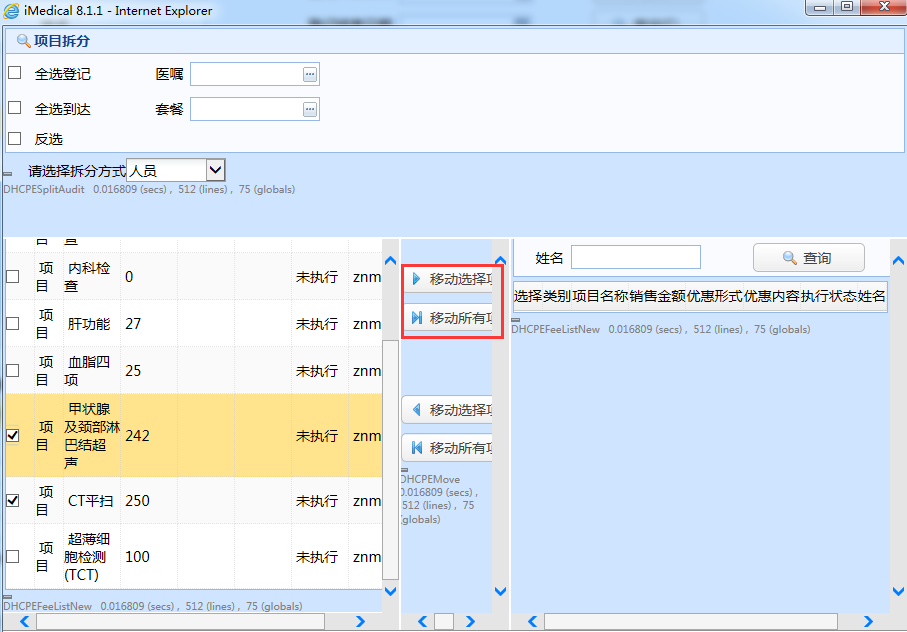 iMedical 8.1.1 - Internet Explorer
项目拆分
全选登记 医嘱
全选到达 套餐
反选
请选择拆分方式 人员
DHCPESplitAudit 0.016809 (secs) , 512 (lines) , 75 (globals)
项目 内科检查 0 未执行 znm
项目 肝功能 27 未执行 znm
项目 血脂四项 25 未执行 znm
项目 甲状腺及颈部淋巴结超声 242 未执行 znm
项目 CT平扫 250 未执行 znm
项目 超薄细胞检测(TCT) 100 未执行 znm
DHCPEFeeListNew 0.016809 (secs) , 512 (lines) , 75 (globals)
移动选择项
移动所有项
移动选择项
移动所有项
DHCPEMove
0.016809 (secs) ,
512 (lines) , 75
(globals)
姓名 查询
选择类别项目名称销售金额优惠形式优惠内容执行状态姓名
DHCPEFeeListNew 0.016809 (secs) , 512 (lines) , 75 (globals)